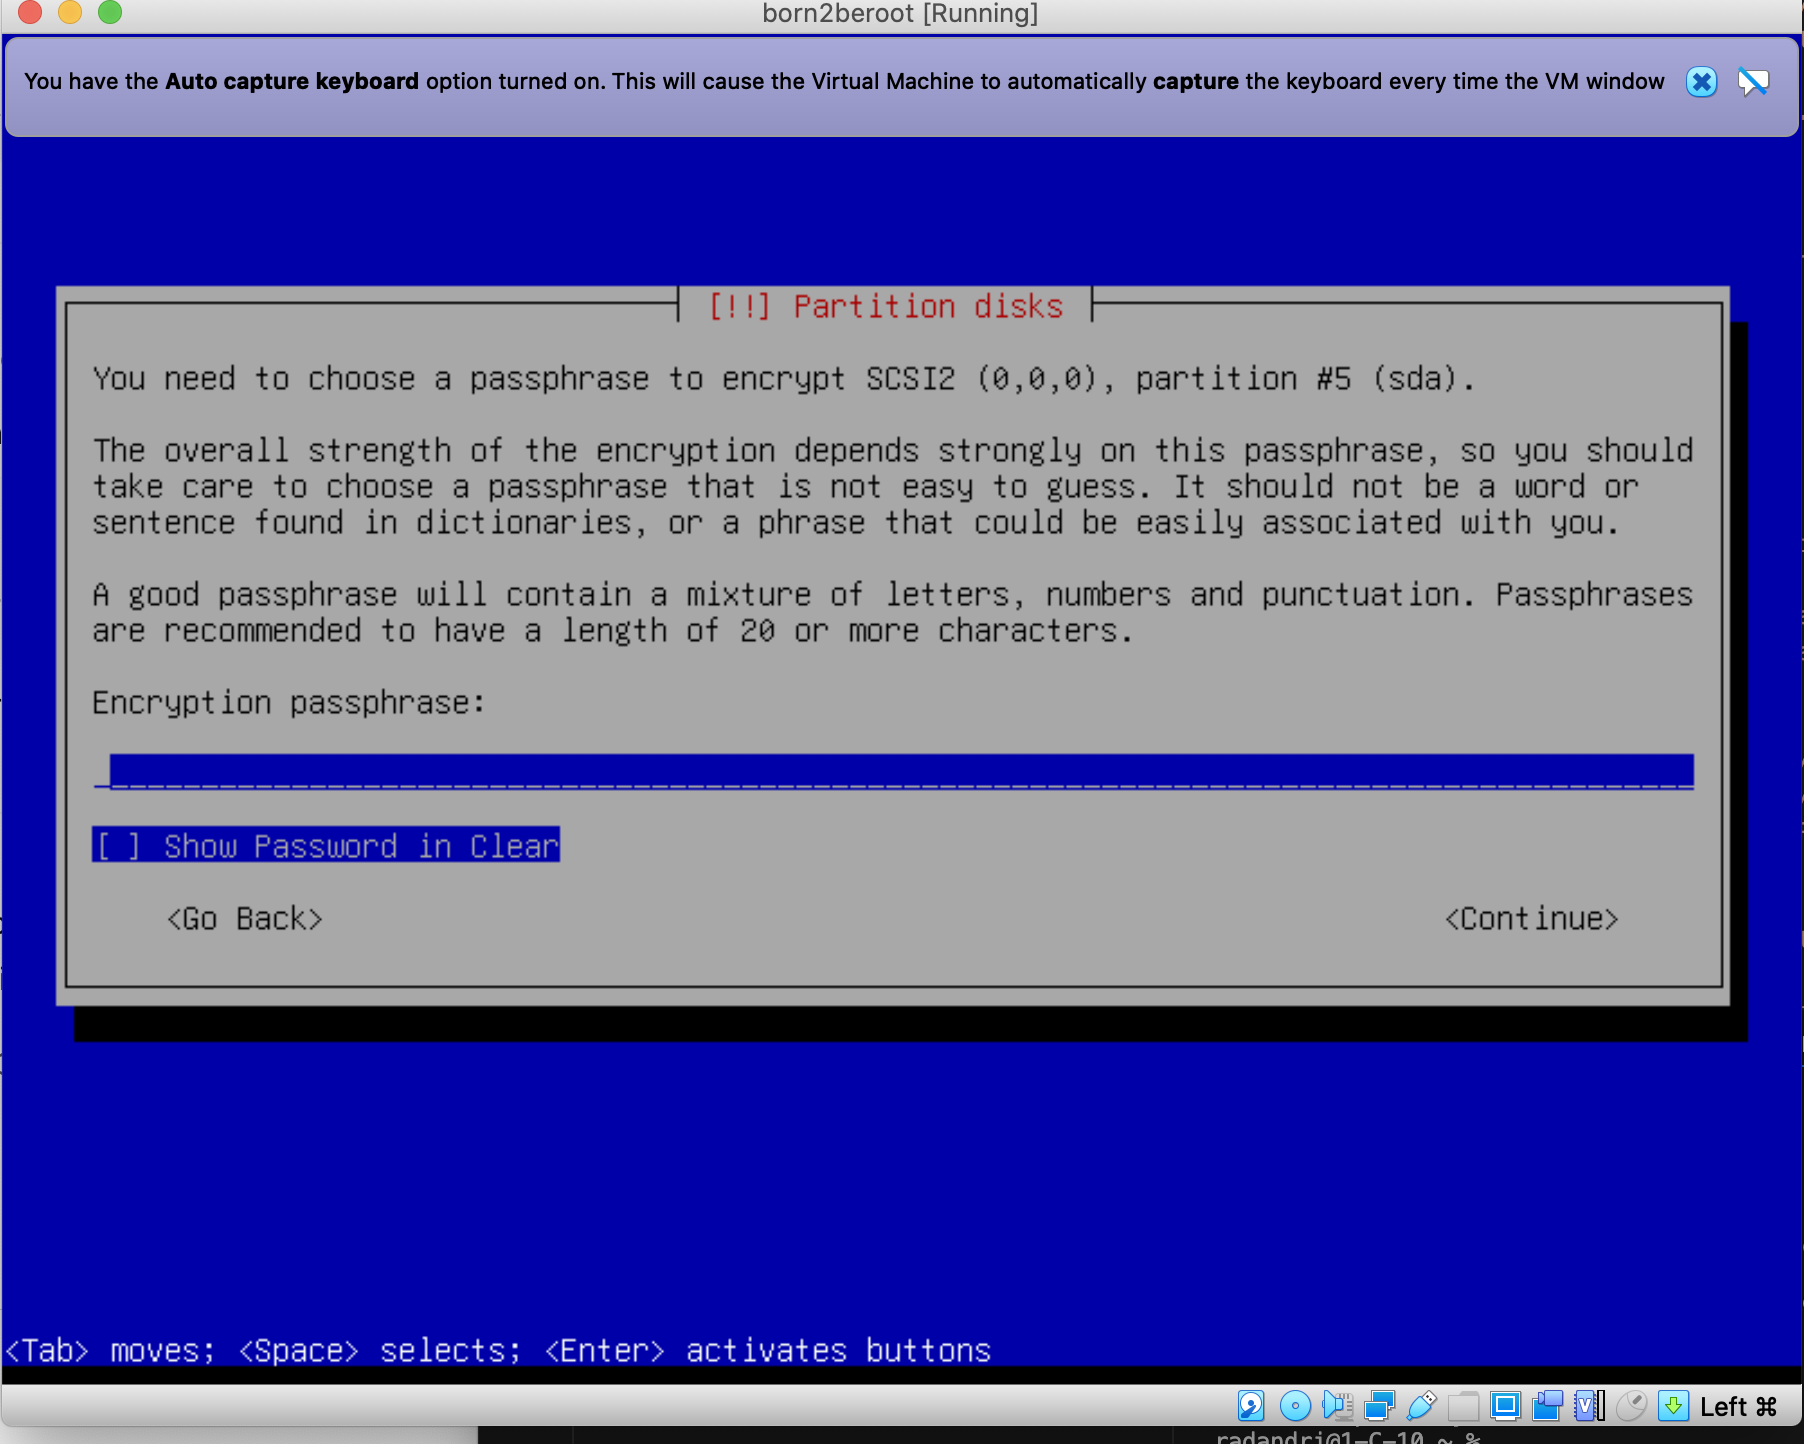 born2beroot [Running]
You have the Auto capture keyboard option turned on. This will cause the Virtual Machine to automatically capture the keyboard every time the VM window
[!!] Partition disks
You need to choose a passphrase to encrypt SCSI2 (0,0,0), partition #5 (sda).
The overall strength of the encryption depends strongly on this passphrase, so you should
take care to choose a passphrase that is not easy to guess. It should not be a word or
sentence found in dictionaries, or a phrase that could be easily associated with you.
A good passphrase will contain a mixture of letters, numbers and punctuation. Passphrases
are recommended to have a length of 20 or more characters.
Encryption passphrase:
[ ] Show Password in Clear
<Go Back> <Continue>
<Tab> moves; <Space> selects; <Enter> activates buttons
Left ⌘
radandri@1-C-10 ~ %